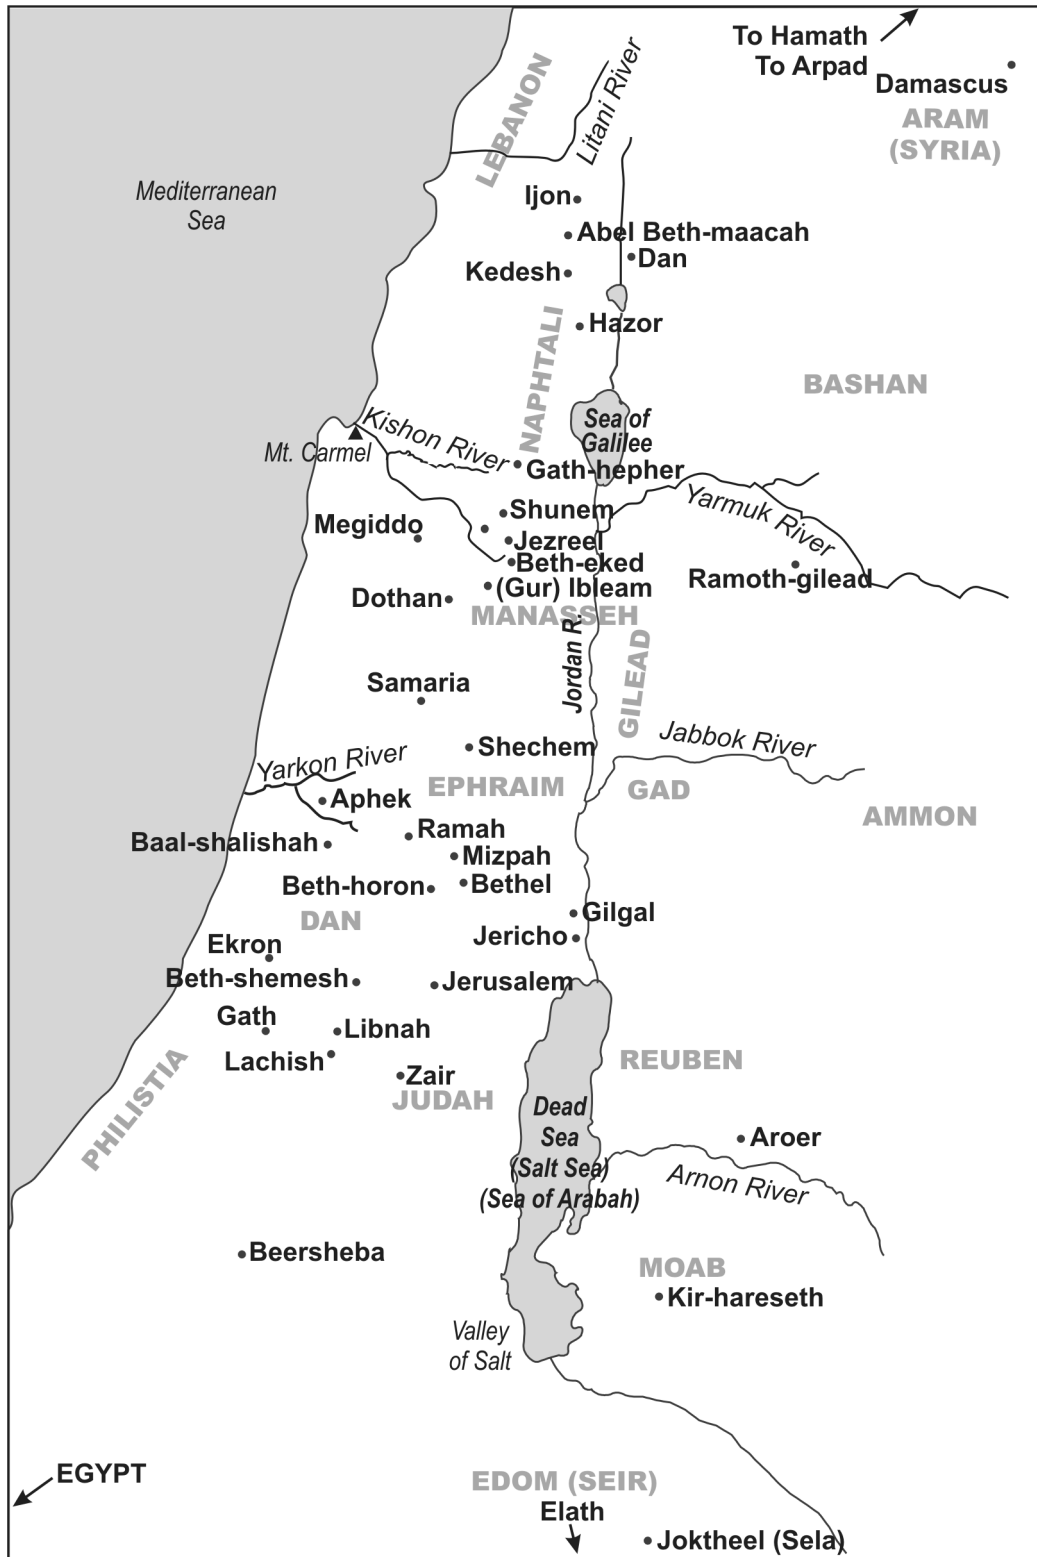 To Hamath
To Arpad
Damascus
ARAM
(SYRIA)
LEBANON
Litani River
Mediterranean
Sea
Ijon
Abel Beth-maacah
Dan
Kedesh
Hazor
NAPHTALI
BASHAN
Sea of
Galilee
Kishon River
Mt. Carmel
Gath-hepher
Yarmuk River
Shunem
Megiddo
Jezreel
Beth-eked
Ramoth-gilead
(Gur) Ibleam
Dothan
MANASSEH
Jordan R.
GILEAD
Samaria
Shechem
Jabbok River
Yarkon River
EPHRAIM
GAD
Aphek
AMMON
Ramah
Baal-shalishah
Mizpah
Beth-horon
Bethel
Gilgal
DAN
Jericho
Ekron
Beth-shemesh
Jerusalem
Gath
Libnah
Lachish
REUBEN
Zair
JUDAH
PHILISTIA
Dead
Sea
(Salt Sea)
(Sea of Arabah)
Aroer
Arnon River
Beersheba
MOAB
Kir-hareseth
Valley
of Salt
EGYPT
EDOM (SEIR)
Elath
Joktheel (Sela)